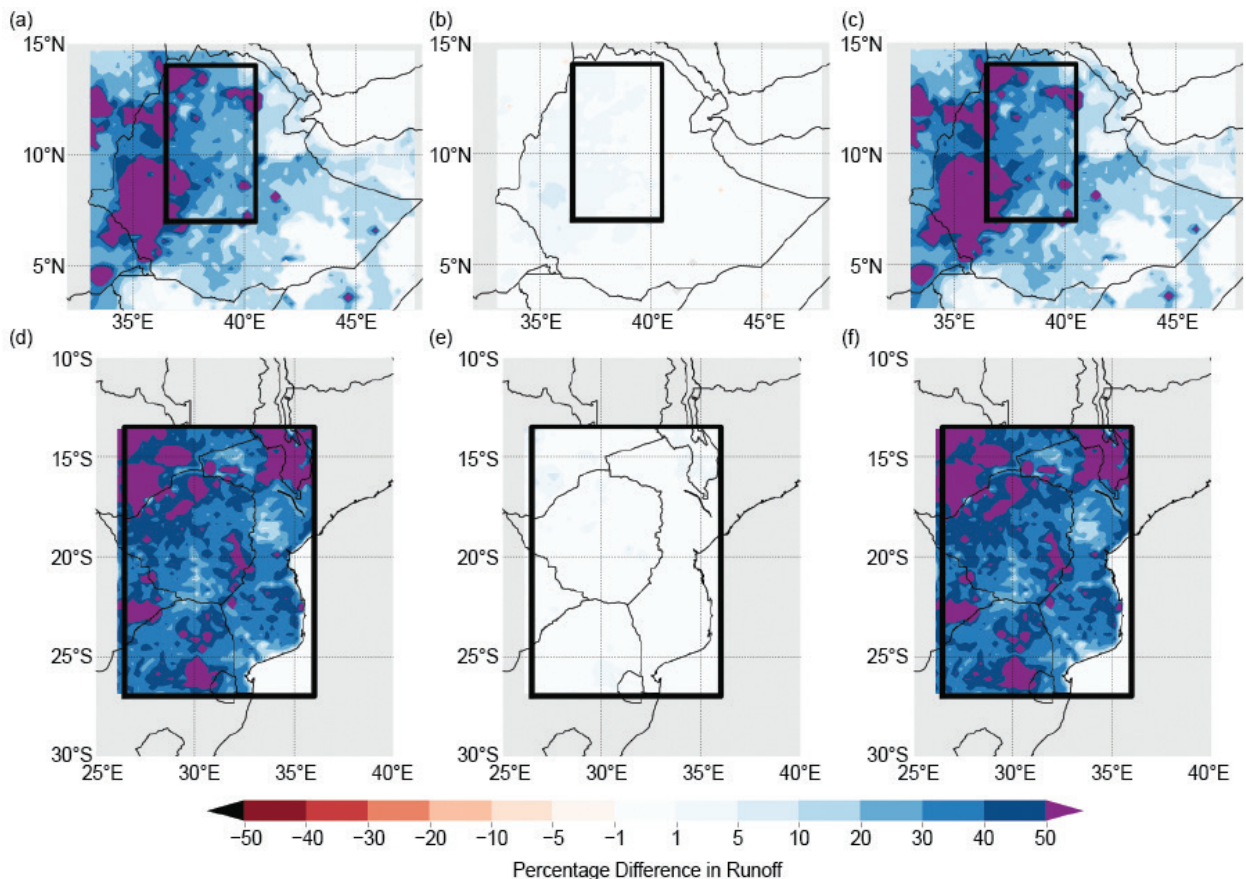 (a)
(b)
(c)
15°N
10°N
5°N
35°E
40°E
45°E
15°N
10°N
5°N
35°E
40°E
45°E
15°N
10°N
5°N
35°E
40°E
45°E
(d)
(e)
(f)
10°S
15°S
20°S
25°S
30°S
25°E
30°E
35°E
40°E
10°S
15°S
20°S
25°S
30°S
25°E
30°E
35°E
40°E
10°S
15°S
20°S
25°S
30°S
25°E
30°E
35°E
40°E
−50 −40 −30 −20 −10 −5 −1 1 5 10 20 30 40 50
Percentage Difference in Runoff